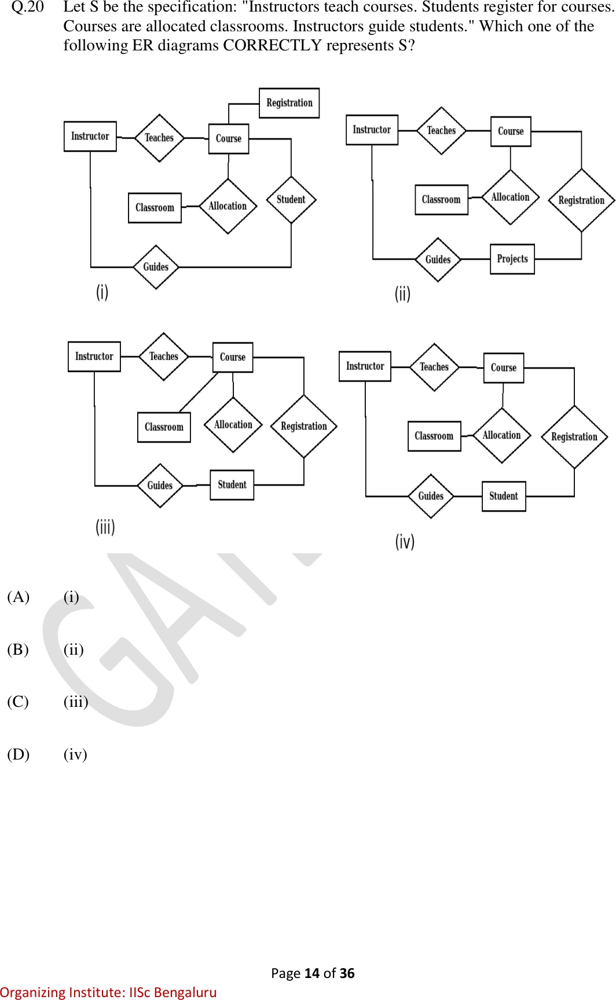 Q.20 Let S be the specification: "Instructors teach courses. Students register for courses.
Courses are allocated classrooms. Instructors guide students." Which one of the
following ER diagrams CORRECTLY represents S?
Registration
Instructor Teaches Course
Classroom Allocation Student
Guides
(i)
Instructor Teaches Course
Classroom Allocation Registration
Guides Projects
(ii)
Instructor Teaches Course
Classroom Allocation Registration
Guides Student
(iii)
Instructor Teaches Course
Classroom Allocation Registration
Guides Student
(iv)
(A) (i)
(B) (ii)
(C) (iii)
(D) (iv)
Page 14 of 36
Organizing Institute: IISc Bengaluru